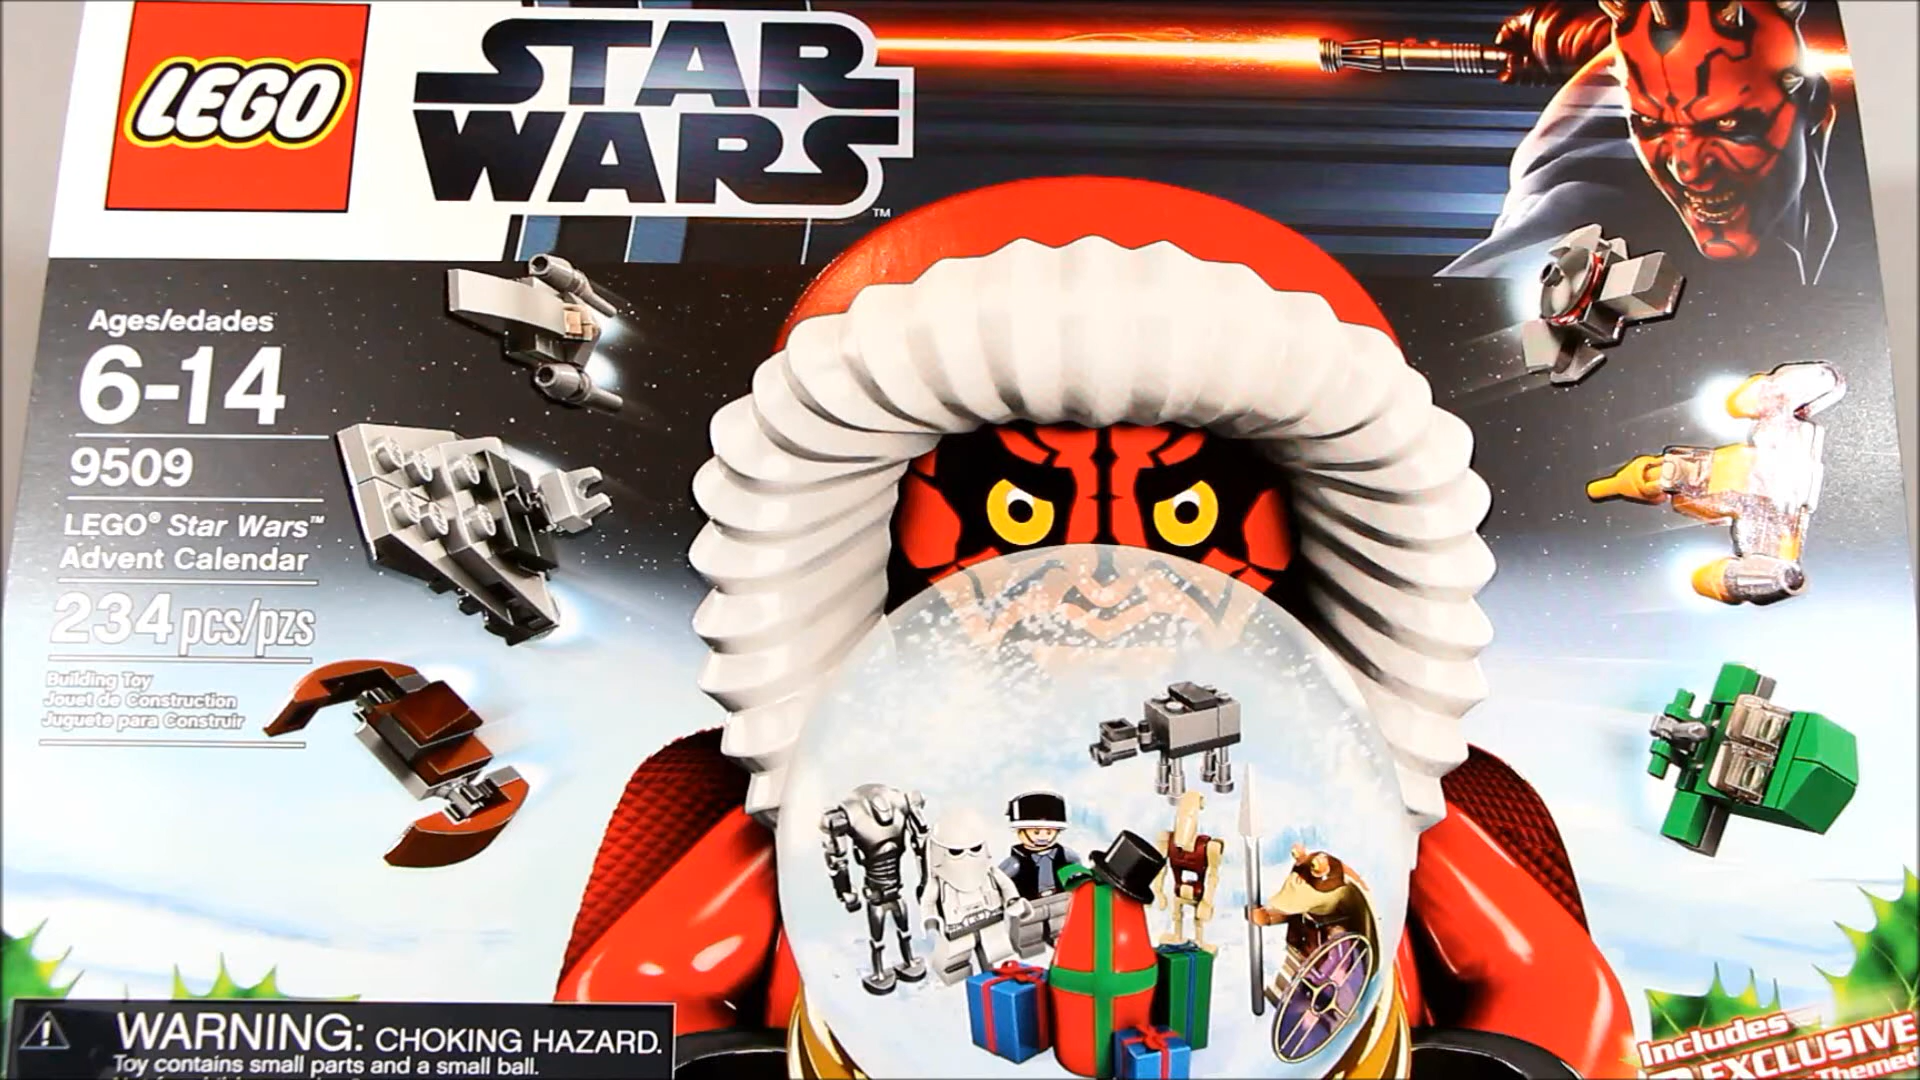 LEGO
STAR
WARS
™
Ages/edades
6-14
9509
LEGO® Star Wars™
Advent Calendar
234 pcs/pzs
Building Toy
Jouet de Construction
Juguete para Construir
WARNING: CHOKING HAZARD.
Toy contains small parts and a small ball.
Includes
EXCLUSIVE
Themed